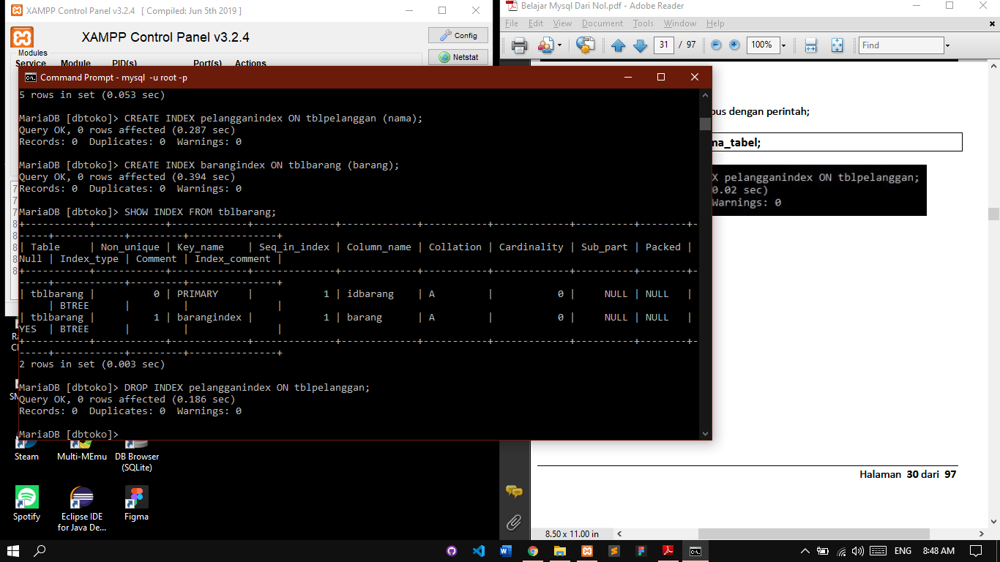 XAMPP Control Panel v3.2.4 [ Compiled: Jun 5th 2019 ]
XAMPP Control Panel v3.2.4
Config
Netstat
Modules
Service Module PID(s) Port(s) Actions
Command Prompt - mysql -u root -p
5 rows in set (0.053 sec)
MariaDB [dbtoko]> CREATE INDEX pelangganindex ON tblpelanggan (nama);
Query OK, 0 rows affected (0.287 sec)
Records: 0 Duplicates: 0 Warnings: 0
MariaDB [dbtoko]> CREATE INDEX barangindex ON tblbarang (barang);
Query OK, 0 rows affected (0.394 sec)
Records: 0 Duplicates: 0 Warnings: 0
MariaDB [dbtoko]> SHOW INDEX FROM tblbarang;
| Table | Non_unique | Key_name | Seq_in_index | Column_name | Collation | Cardinality | Sub_part | Packed |
Null | Index_type | Comment | Index_comment |
| tblbarang | 0 | PRIMARY | 1 | idbarang | A | 0 | NULL | NULL |
| BTREE | | |
| tblbarang | 1 | barangindex | 1 | barang | A | 0 | NULL | NULL |
YES | BTREE | | |
2 rows in set (0.003 sec)
MariaDB [dbtoko]> DROP INDEX pelangganindex ON tblpelanggan;
Query OK, 0 rows affected (0.186 sec)
Records: 0 Duplicates: 0 Warnings: 0
MariaDB [dbtoko]>
Belajar Mysql Dari Nol.pdf - Adobe Reader
File Edit View Document Tools Window Help
31 / 97 100% Find
dengan perintah;
X pelangganindex ON tblpelanggan;
0.02 sec)
Warnings: 0
Halaman 30 dari 97
8.50 x 11.00 in
Steam
Multi-MEmu
DB Browser
(SQLite)
Spotify
Eclipse IDE
for Java De...
Figma
ENG 8:48 AM